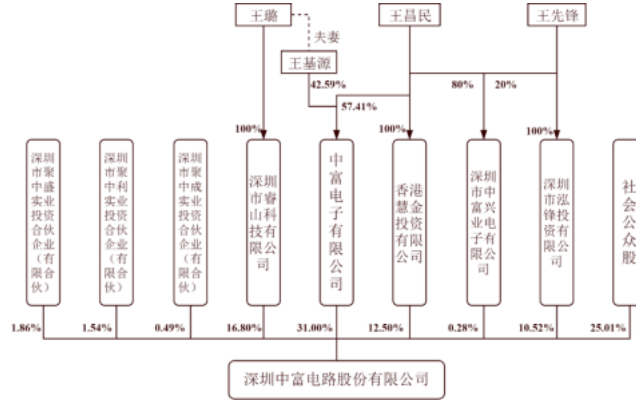 王璐
王昌民
王先锋
夫妻
王基源
42.59%
57.41%
80%
20%
100%
100%
100%
深圳市聚中盛实业投资合伙企业（有限合伙）
深圳市聚中利实业投资合伙企业（有限合伙）
深圳市聚中成实业投资合伙企业（有限合伙）
深圳市睿山科技有限公司
中富电子有限公司
香港慧金投资有限公司
深圳市中富兴业电子有限公司
深圳市泓锋投资有限公司
社会公众股
1.86%
1.54%
0.49%
16.80%
31.00%
12.50%
0.28%
10.52%
25.01%
深圳中富电路股份有限公司